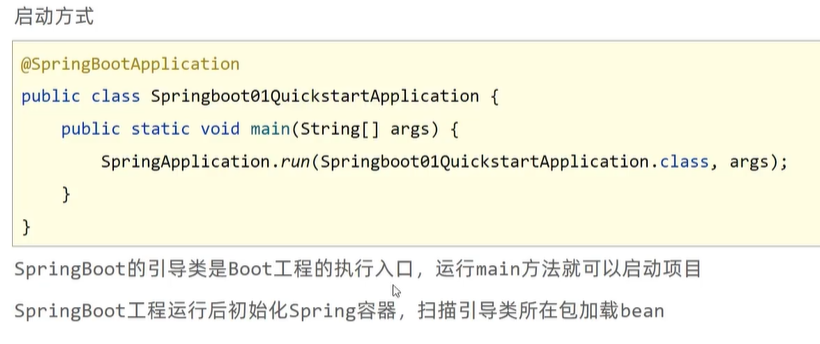 启动方式
@SpringBootApplication
public class Springboot01QuickstartApplication {
    public static void main(String[] args) {
        SpringApplication.run(Springboot01QuickstartApplication.class, args);
    }
}
SpringBoot的引导类是Boot工程的执行入口，运行main方法就可以启动项目
SpringBoot工程运行后初始化Spring容器，扫描引导类所在包加载bean